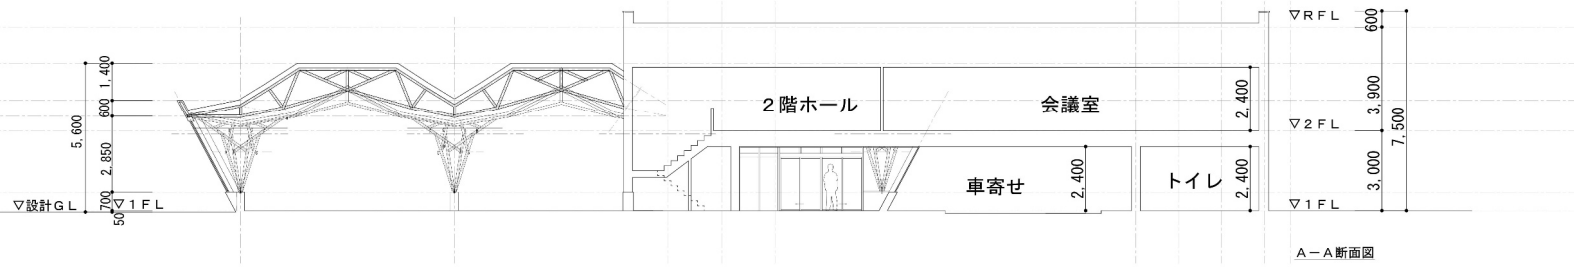 ▽ＲＦＬ
600
1,400
2,400
２階ホール
会議室
3,900
600
5,600
▽２ＦＬ
7,500
2,850
車寄せ
2,400
トイレ
2,400
3,000
▽設計ＧＬ
700
▽１ＦＬ
50
▽１ＦＬ
Ａ－Ａ断面図